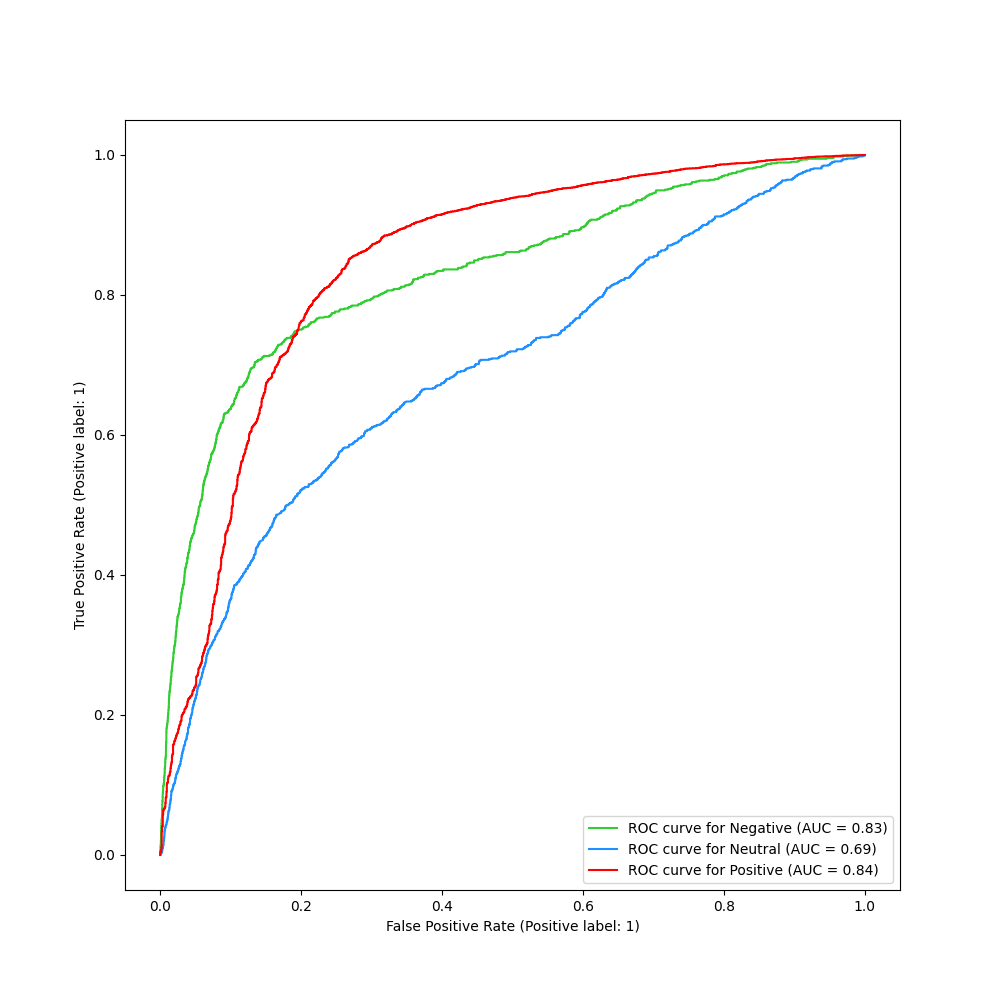 1.0
0.8
0.6
0.4
0.2
0.0
True Positive Rate (Positive label: 1)
ROC curve for Negative (AUC = 0.83)
ROC curve for Neutral (AUC = 0.69)
ROC curve for Positive (AUC = 0.84)
0.0 0.2 0.4 0.6 0.8 1.0
False Positive Rate (Positive label: 1)